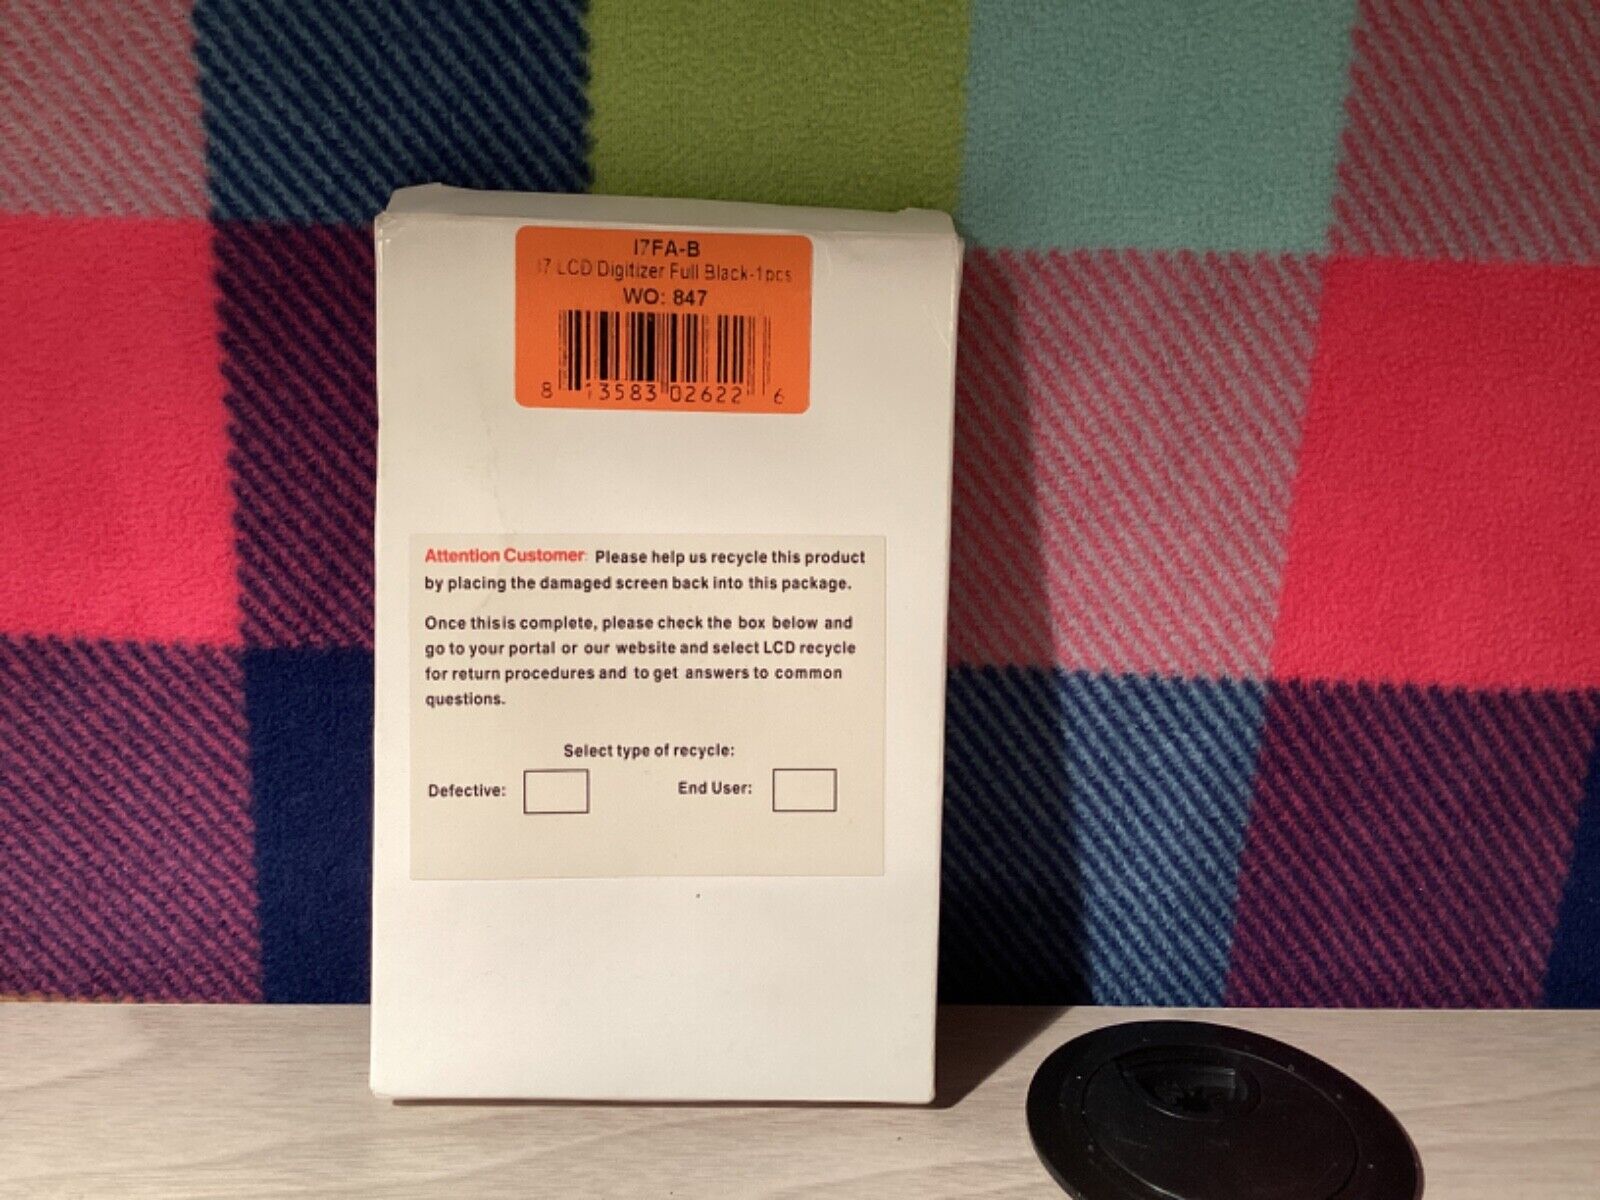 I7FA-B
I7 LCD Digitizer Full Black-1pcs
WO: 847
8 13583 02622 6
Attention Customer: Please help us recycle this product
by placing the damaged screen back into this package.
Once this is complete, please check the box below and
go to your portal or our website and select LCD recycle
for return procedures and to get answers to common
questions.
Select type of recycle:
Defective: End User: